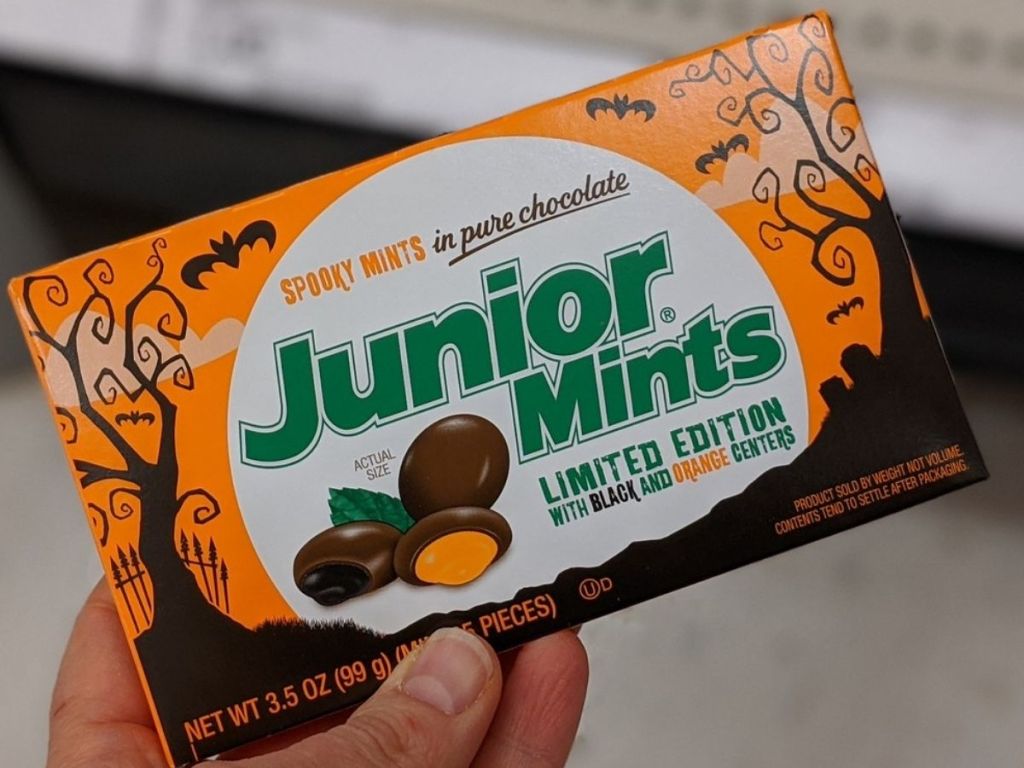 SPOOKY MINTS in pure chocolate
Junior®
Mints
ACTUAL
SIZE
LIMITED EDITION
WITH BLACK AND ORANGE CENTERS
PRODUCT SOLD BY WEIGHT NOT VOLUME.
CONTENTS TEND TO SETTLE AFTER PACKAGING.
U D
NET WT 3.5 OZ (99 g) PIECES)